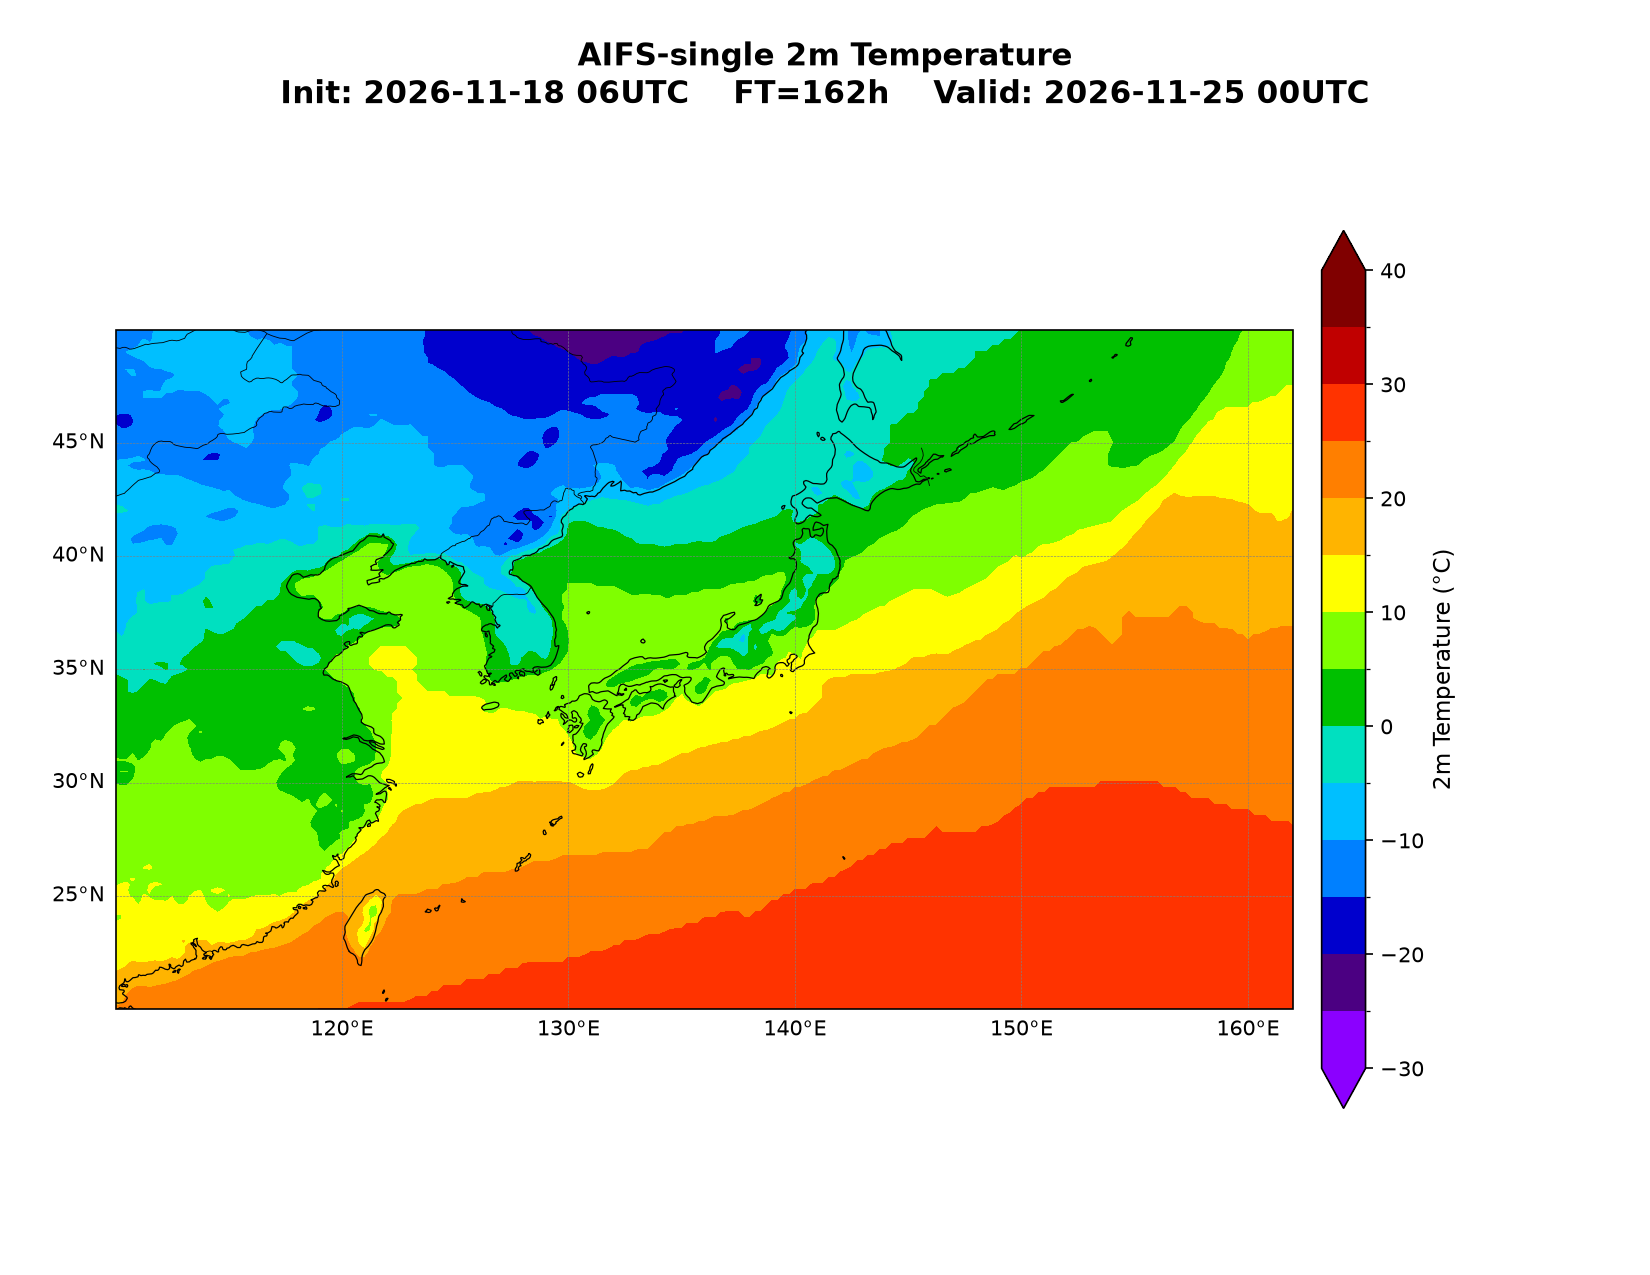 AIFS-single 2m Temperature
Init: 2026-11-18 06UTC    FT=162h    Valid: 2026-11-25 00UTC
45°N
40°N
35°N
30°N
25°N
120°E
130°E
140°E
150°E
160°E
40
30
20
10
0
−10
−20
−30
2m Temperature (°C)